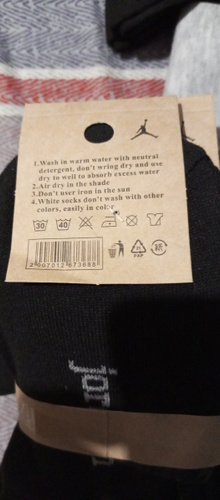 1.Wash in warm water with neutral
detergent, don't wring dry and use
dry to well to absorb excess water
2.Air dry in the shade
3.Don't user iron in the sun
4.White socks don't wash with other
colors, easily in color
30 40